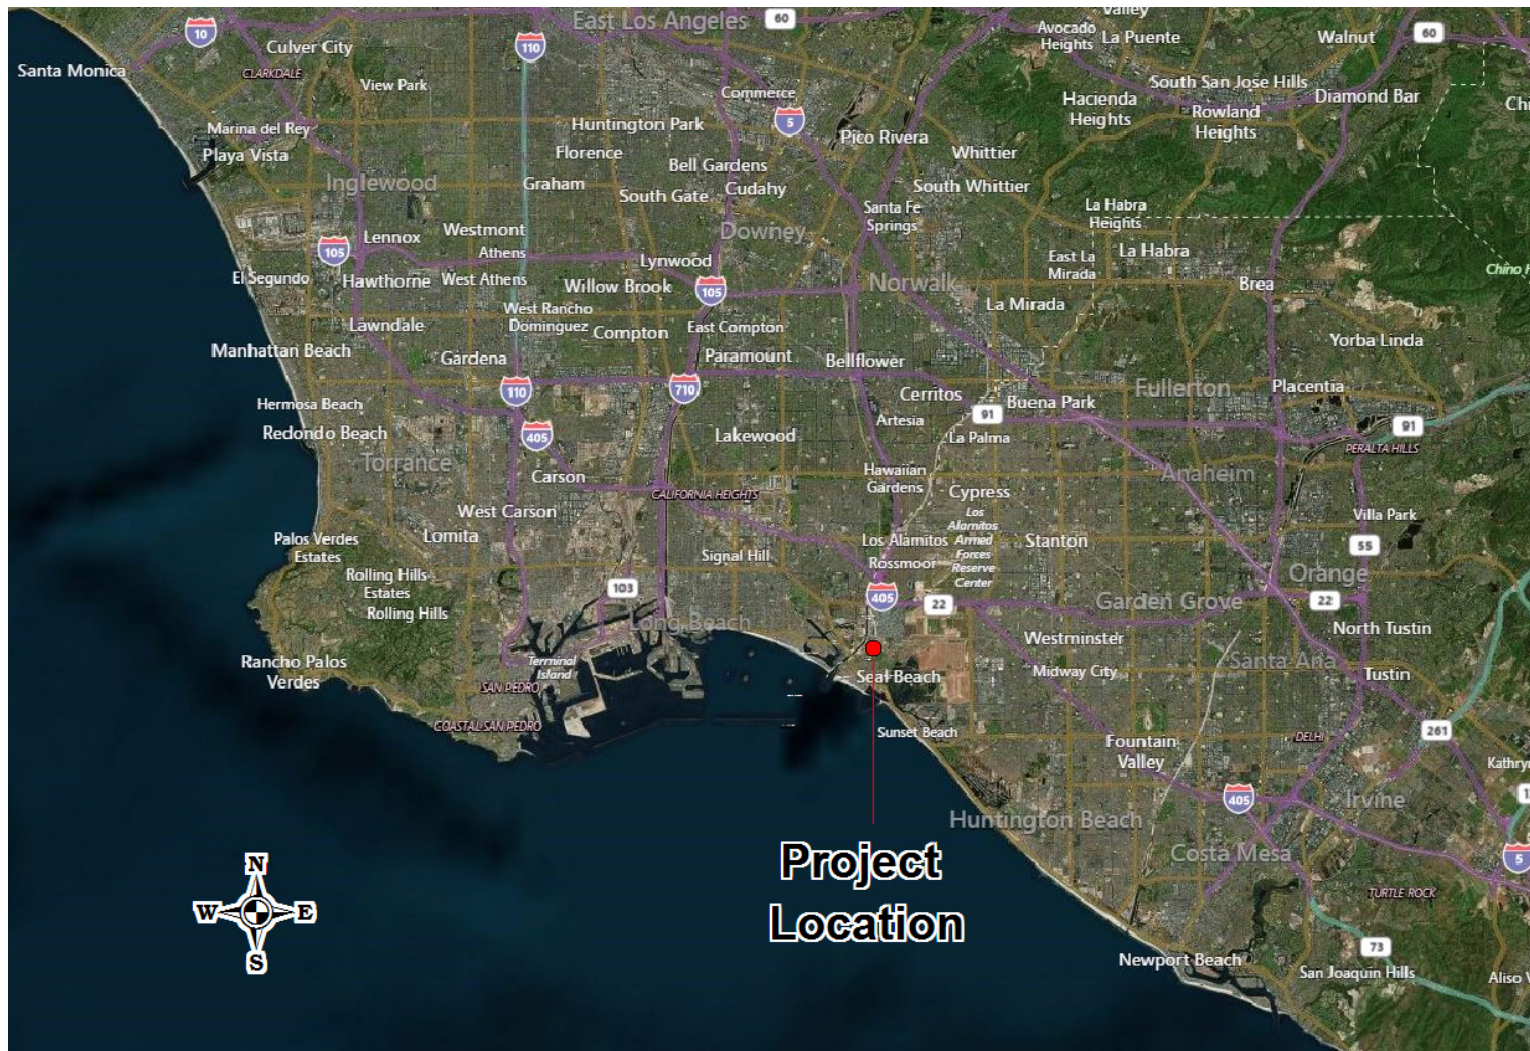 East Los Angeles
60
Valley
10
Culver City
110
Avocado
Heights
La Puente
Walnut
60
Santa Monica
CLARKDALE
View Park
Commerce
South San Jose Hills
Diamond Bar
Hacienda
Heights
Rowland
Heights
Chi
Marina del Rey
Huntington Park
5
Pico Rivera
Playa Vista
Florence
Bell Gardens
Whittier
Inglewood
Graham
South Gate
Cudahy
South Whittier
Santa Fe
Springs
La Habra
Heights
Lennox
Westmont
Athens
Downey
105
Lynwood
East La
Mirada
La Habra
El Segundo
Hawthorne
West Athens
Willow Brook
105
Norwalk
Brea
Chino H
West Rancho
Dominguez
La Mirada
Lawndale
Compton
East Compton
Manhattan Beach
Gardena
Paramount
Bellflower
Yorba Linda
110
710
Cerritos
Fullerton
Placentia
Hermosa Beach
Buena Park
91
Redondo Beach
405
Lakewood
Artesia
La Palma
91
PERALTA HILLS
Torrance
Carson
Hawaiian
Gardens
Anaheim
CALIFORNIA HEIGHTS
Cypress
West Carson
Los
Alamitos
Armed
Forces
Reserve
Center
Villa Park
Palos Verdes
Estates
Lomita
Signal Hill
Los Alamitos
Stanton
55
Rossmoor
Rolling Hills
Estates
Rolling Hills
103
405
22
Orange
Garden Grove
22
Long Beach
Westminster
North Tustin
Rancho Palos
Verdes
Terminal
Island
Seal Beach
Midway City
Santa Ana
Tustin
SAN PEDRO
COASTAL SAN PEDRO
Sunset Beach
Fountain
Valley
DELHI
261
Kathryn
405
Irvine
1
Huntington Beach
Costa Mesa
5
Project
Location
N
W
E
S
TURTLE ROCK
73
Newport Beach
San Joaquin Hills
Aliso V